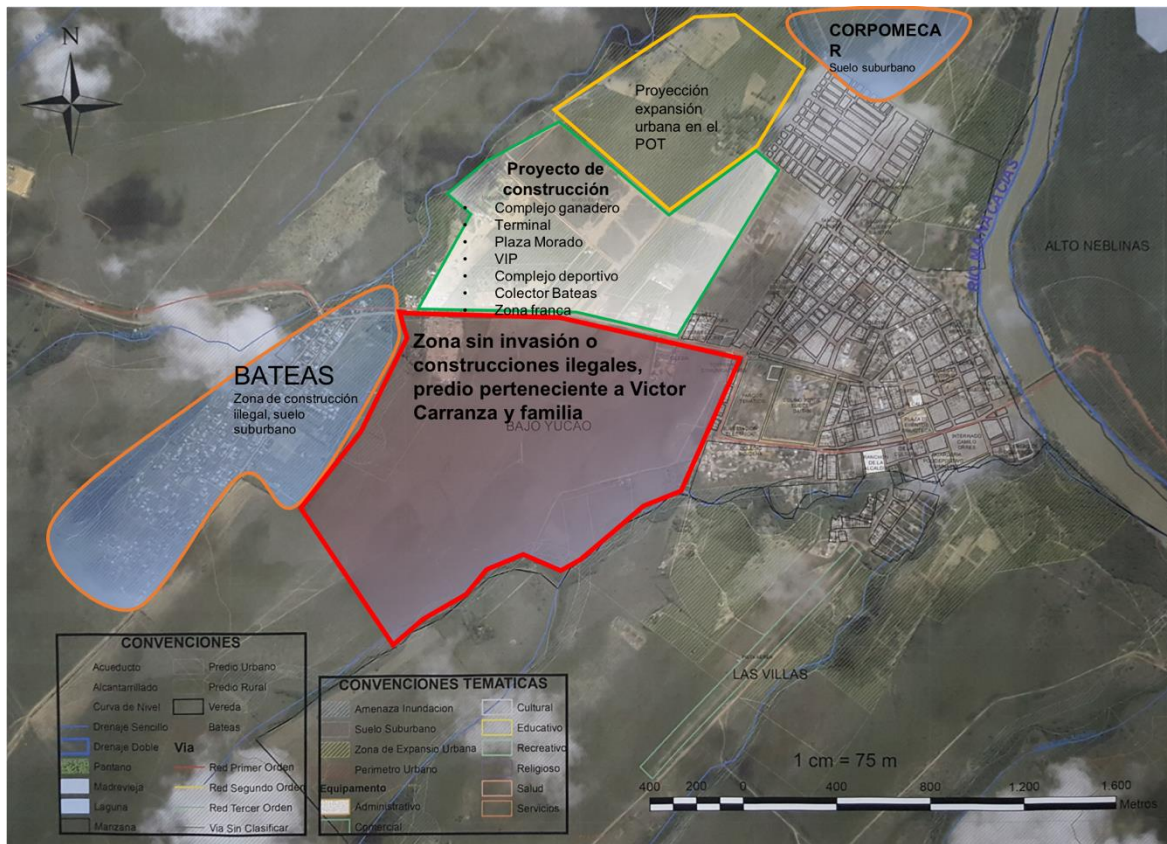 N
CORPOMECA
R
Suelo suburbano
Proyección
expansión
urbana en el
POT
Proyecto de
construcción
• Complejo ganadero
• Terminal
• Plaza Morado
• VIP
• Complejo deportivo
• Colector Bateas
• Zona franca
RIO MANACACIAS
ALTO NEBLINAS
BATEAS
Zona de construcción
iilegal, suelo
suburbano
Zona sin invasión o
construcciones ilegales,
predio perteneciente a Victor
Carranza y familia
BAJO YUCAO
LAS VILLAS
CONVENCIONES
Acueducto
Alcantarillado
Curva de Nivel
Drenaje Sencillo
Drenaje Doble
Pantano
Madrevieja
Laguna
Manzana
Predio Urbano
Predio Rural
Vereda
Bateas
Via
Red Primer Orden
Red Segundo Orden
Red Tercer Orden
Via Sin Clasificar
CONVENCIONES TEMATICAS
Amenaza Inundacion
Suelo Suburbano
Zona de Expansio Urbana
Perimetro Urbano
Equipamento
Administrativo
Comercial
Cultural
Educativo
Recreativo
Religioso
Salud
Servicios
1 cm = 75 m
400 200 0 400 800 1.200 1.600
Metros